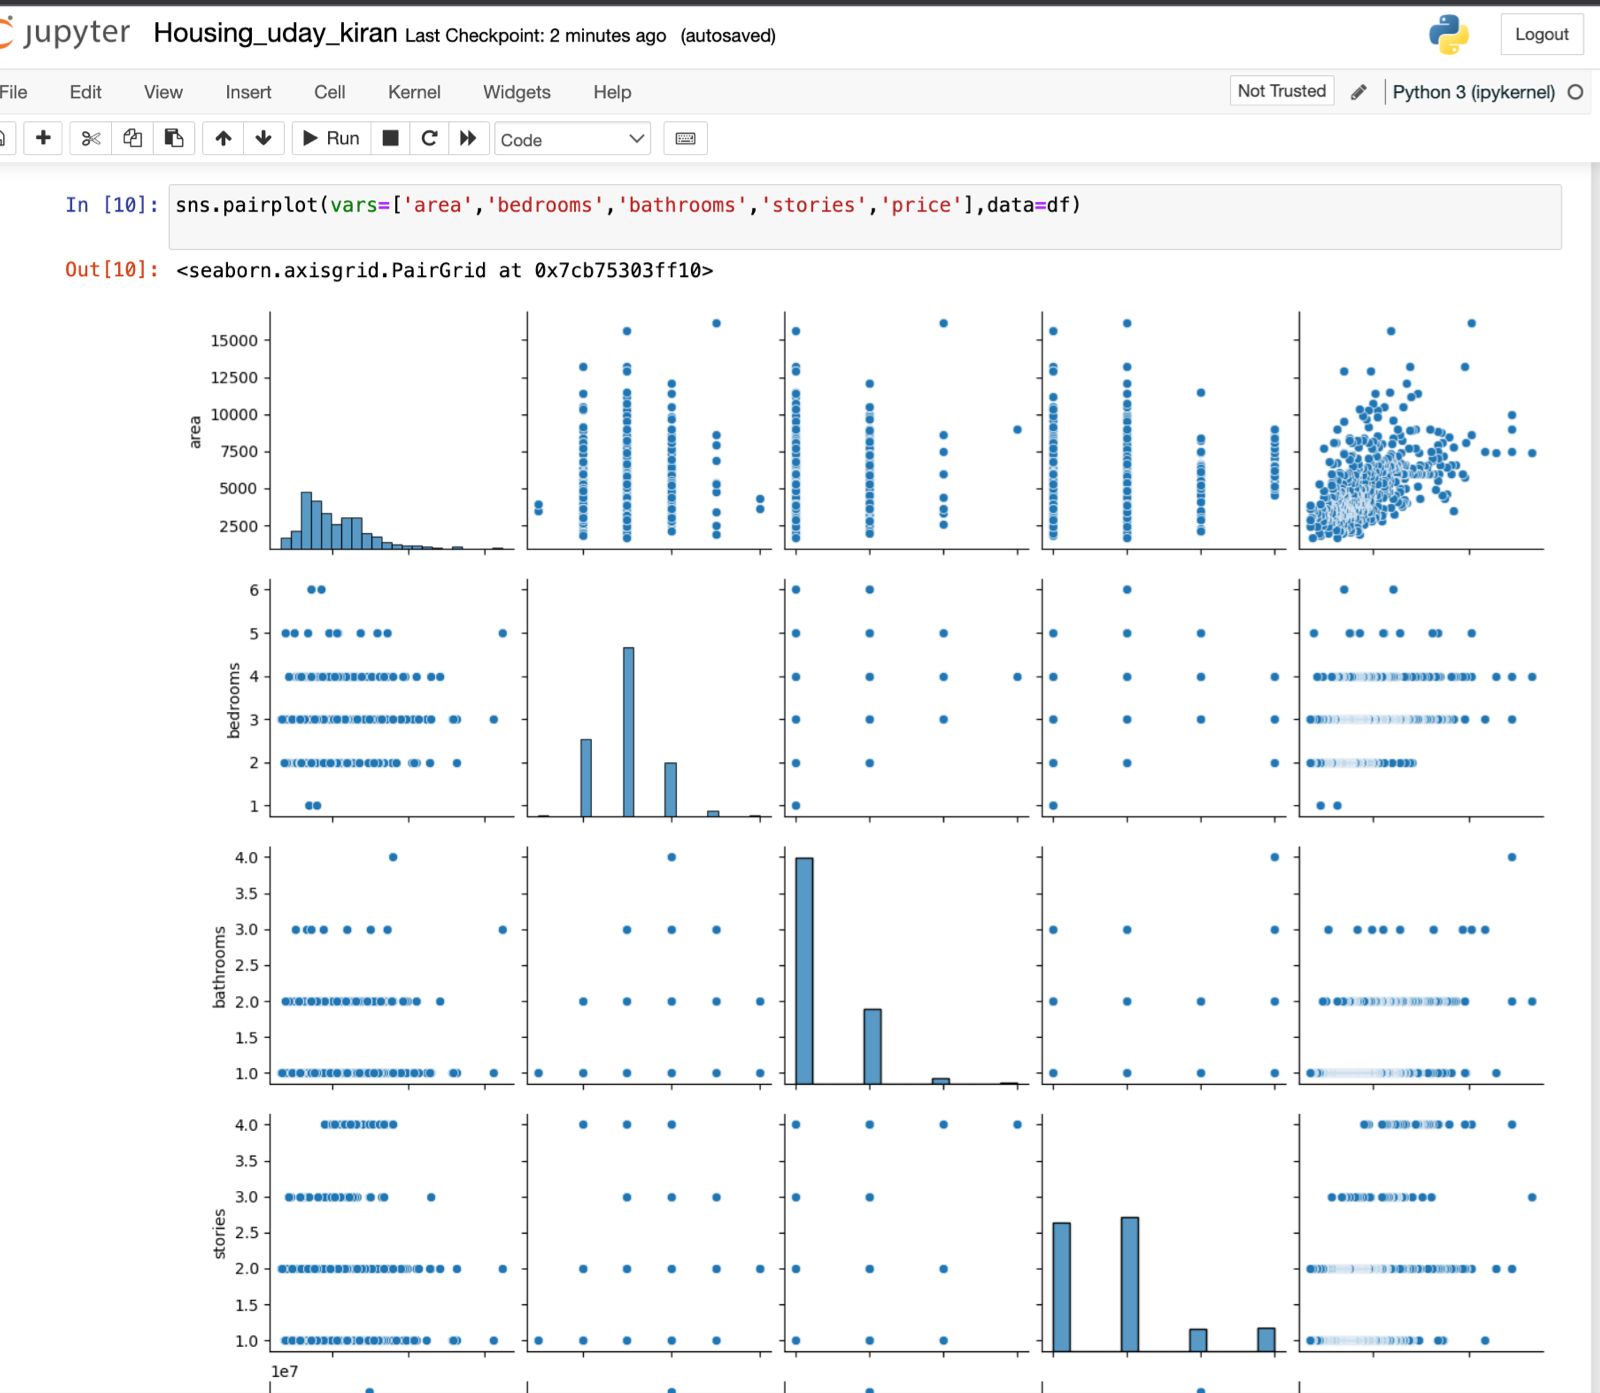 jupyter Housing_uday_kiran Last Checkpoint: 2 minutes ago (autosaved) Logout
File Edit View Insert Cell Kernel Widgets Help Not Trusted Python 3 (ipykernel)
Run Code
In [10]: sns.pairplot(vars=['area','bedrooms','bathrooms','stories','price'],data=df)
Out[10]: <seaborn.axisgrid.PairGrid at 0x7cb75303ff10>
15000
12500
10000
7500
5000
2500
area
6
5
4
3
2
1
bedrooms
4.0
3.5
3.0
2.5
2.0
1.5
1.0
bathrooms
4.0
3.5
3.0
2.5
2.0
1.5
1.0
stories
1e7